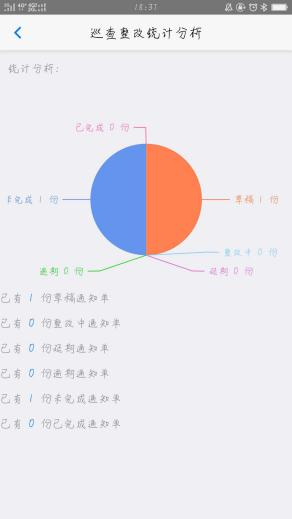 18:37
巡查整改统计分析
统计分析:
已完成 0 份
未完成 1 份
草稿 1 份
整改中 0 份
逾期 0 份
延期 0 份
已有 1 份草稿通知单
已有 0 份整改中通知单
已有 0 份延期通知单
已有 0 份逾期通知单
已有 1 份未完成通知单
已有 0 份已完成通知单